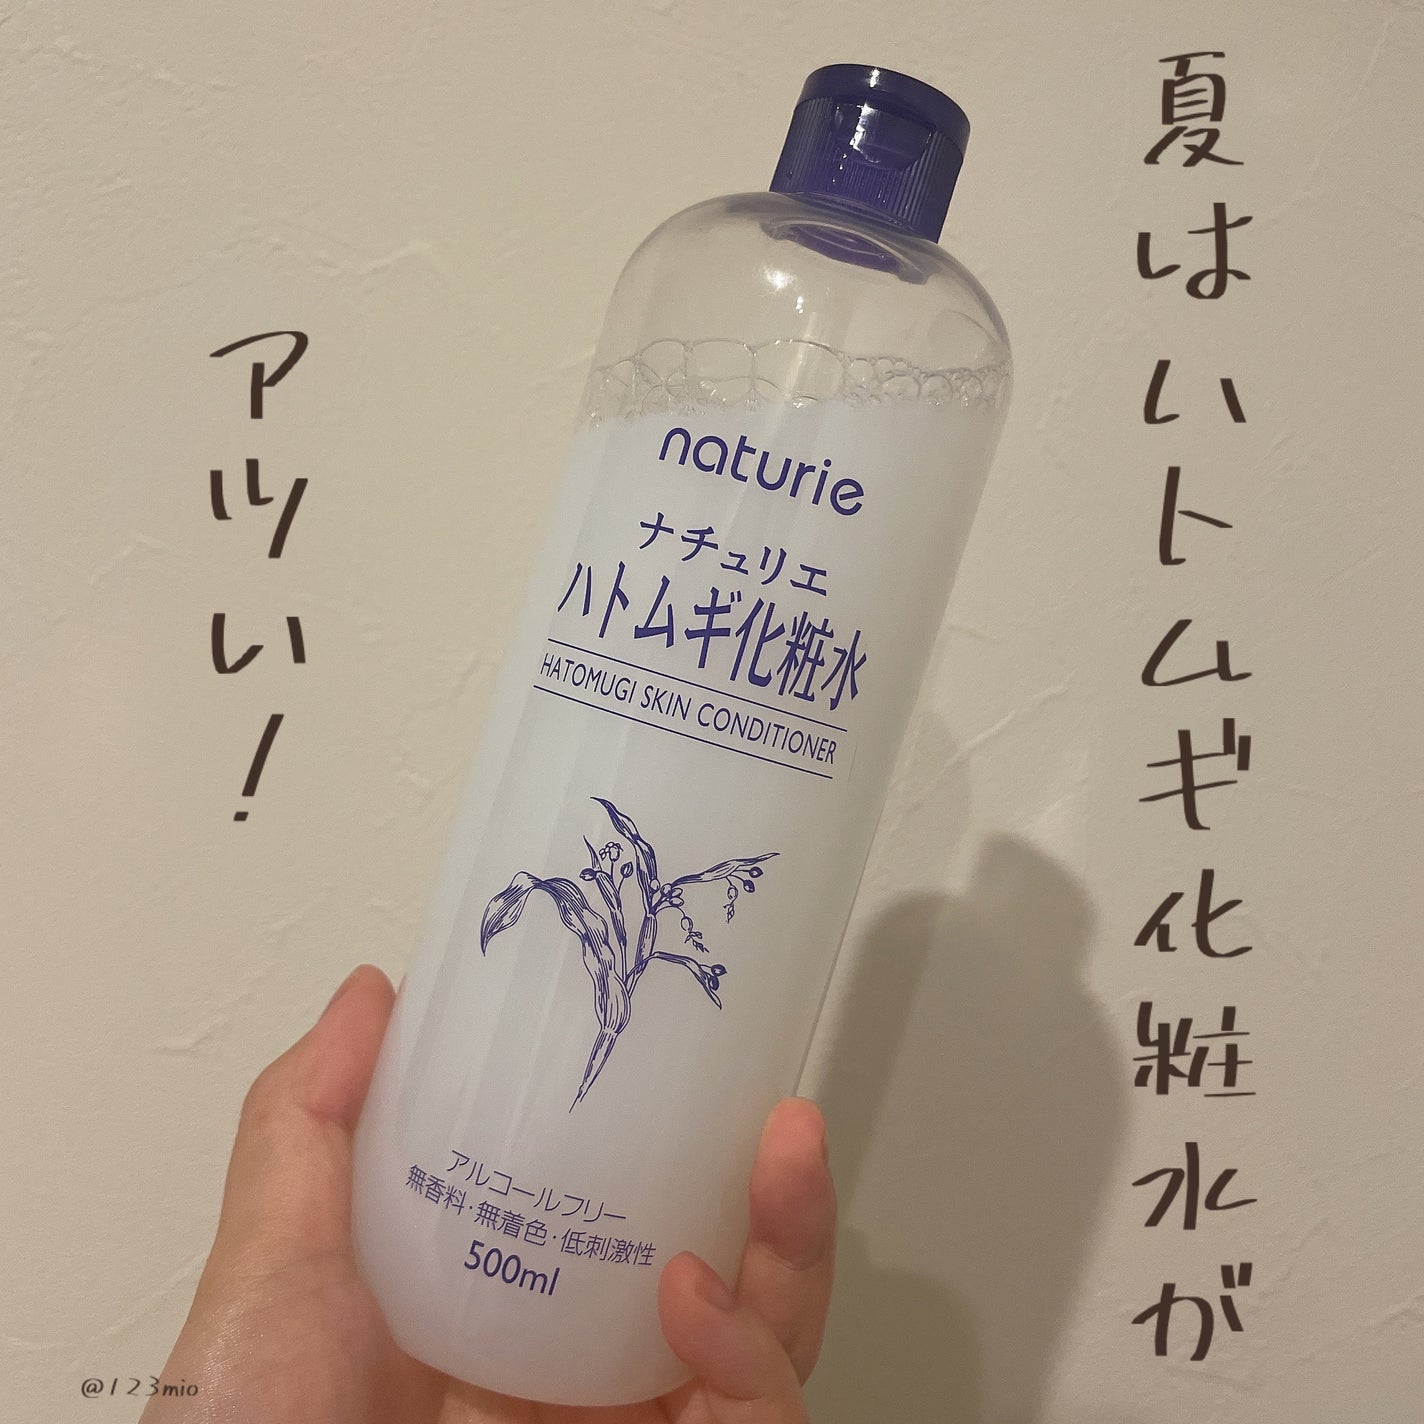 夏はハトムギ化粧水が
アツい!
naturie
ナチュリエ
ハトムギ化粧水
HATOMUGI SKIN CONDITIONER
アルコールフリー
無香料・無着色・低刺激性
500ml
@123mio